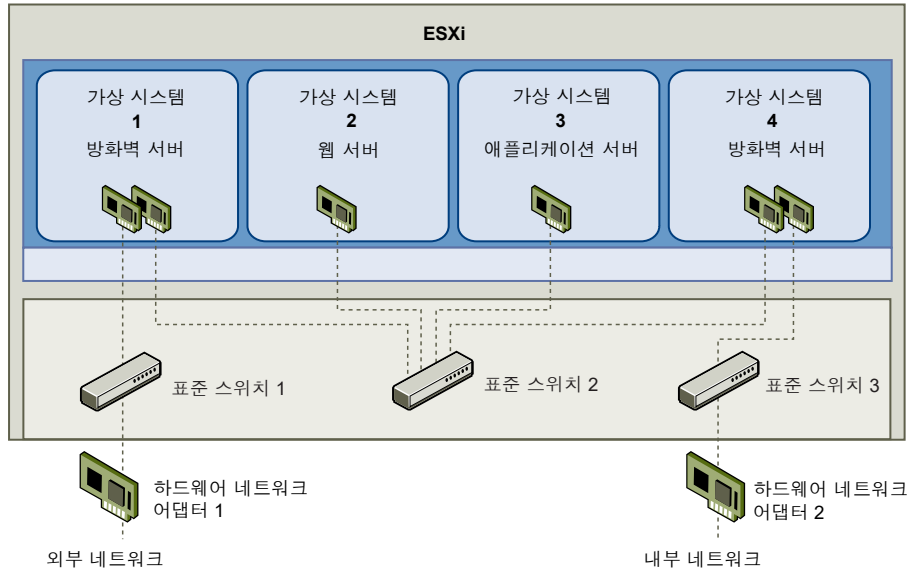 ESXi
가상 시스템
1
방화벽 서버
가상 시스템
2
웹 서버
가상 시스템
3
애플리케이션 서버
가상 시스템
4
방화벽 서버
표준 스위치 1
표준 스위치 2
표준 스위치 3
하드웨어 네트워크
어댑터 1
하드웨어 네트워크
어댑터 2
외부 네트워크
내부 네트워크